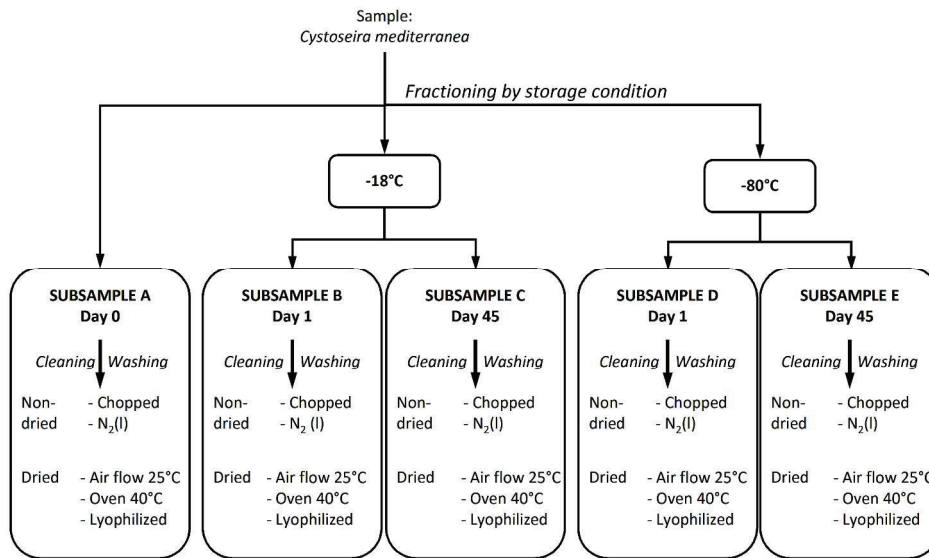 Sample:
Cystoseira mediterranea
Fractioning by storage condition
-18°C
-80°C
SUBSAMPLE A
Day 0
Cleaning Washing
Non-dried
- Chopped
- N₂(l)
Dried
- Air flow 25°C
- Oven 40°C
- Lyophilized
SUBSAMPLE B
Day 1
Cleaning Washing
Non-dried
- Chopped
- N₂ (l)
Dried
- Air flow 25°C
- Oven 40°C
- Lyophilized
SUBSAMPLE C
Day 45
Cleaning Washing
Non-dried
- Chopped
- N₂(l)
Dried
- Air flow 25°C
- Oven 40°C
- Lyophilized
SUBSAMPLE D
Day 1
Cleaning Washing
Non-dried
- Chopped
- N₂(l)
Dried
- Air flow 25°C
- Oven 40°C
- Lyophilized
SUBSAMPLE E
Day 45
Cleaning Washing
Non-dried
- Chopped
- N₂(l)
Dried
- Air flow 25°C
- Oven 40°C
- Lyophilized